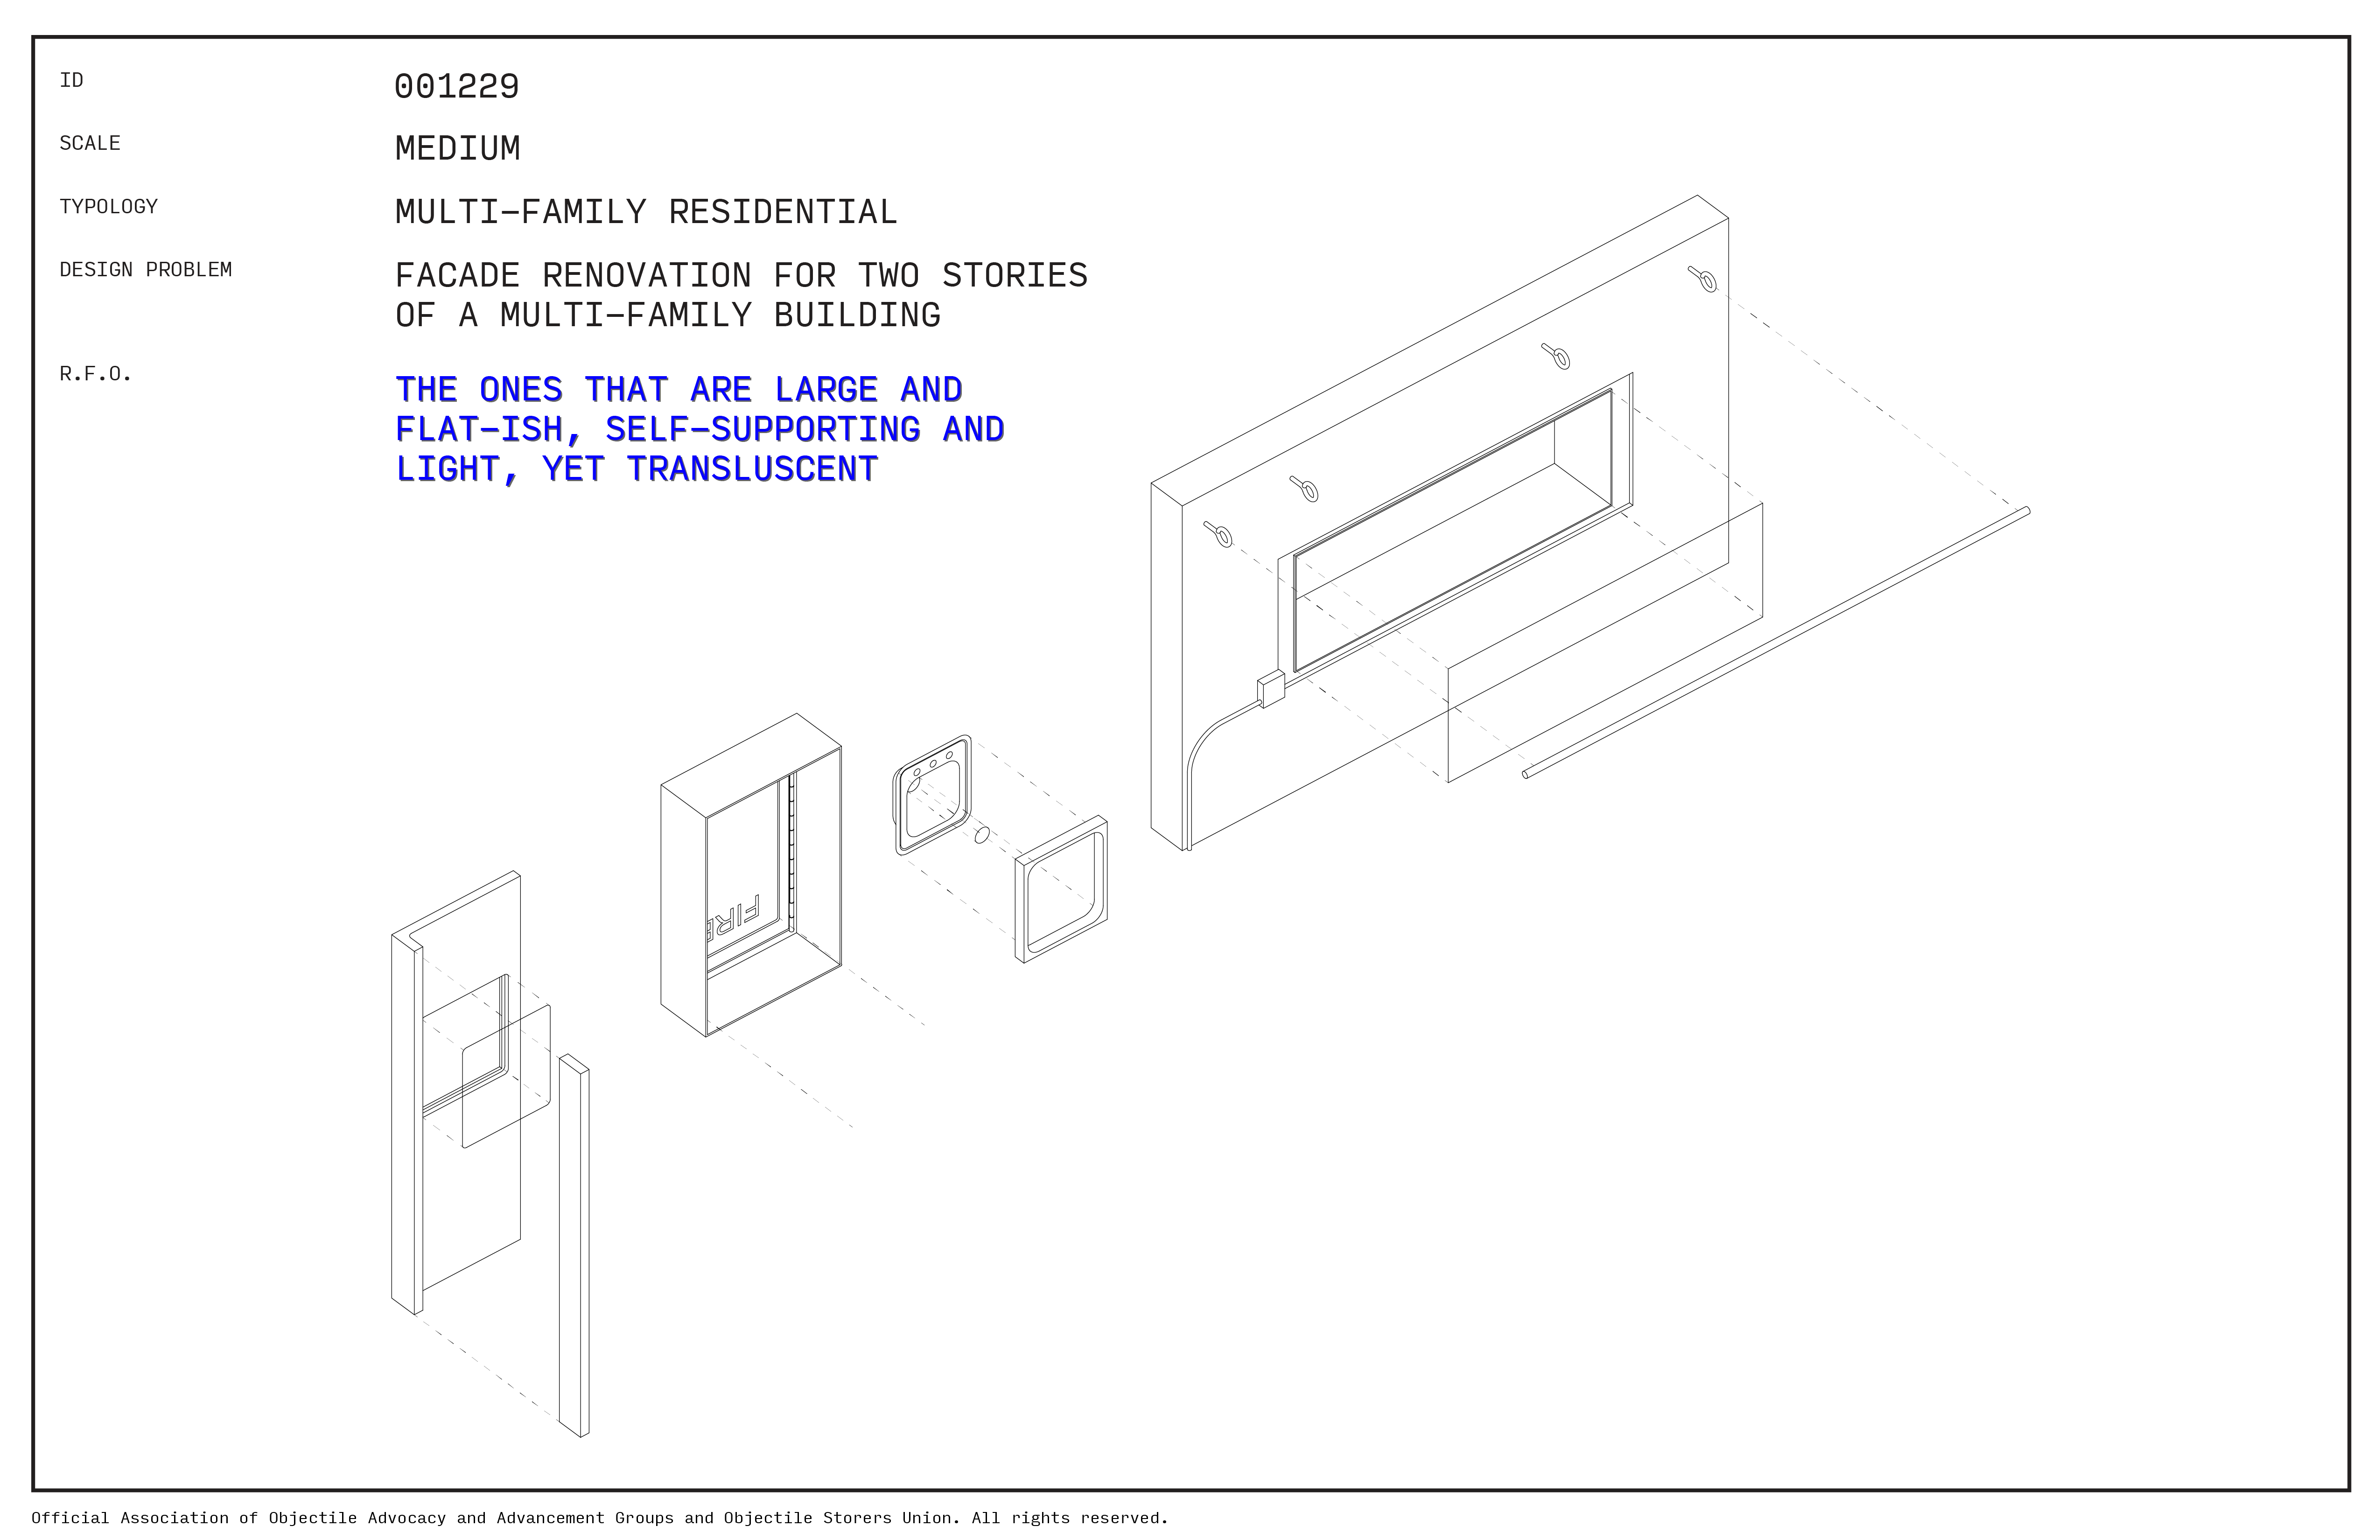 ID
001229
SCALE
MEDIUM
TYPOLOGY
MULTI-FAMILY RESIDENTIAL
DESIGN PROBLEM
FACADE RENOVATION FOR TWO STORIES
OF A MULTI-FAMILY BUILDING
R.F.O.
THE ONES THAT ARE LARGE AND
FLAT-ISH, SELF-SUPPORTING AND
LIGHT, YET TRANSLUSCENT
FIRE
Official Association of Objectile Advocacy and Advancement Groups and Objectile Storers Union. All rights reserved.